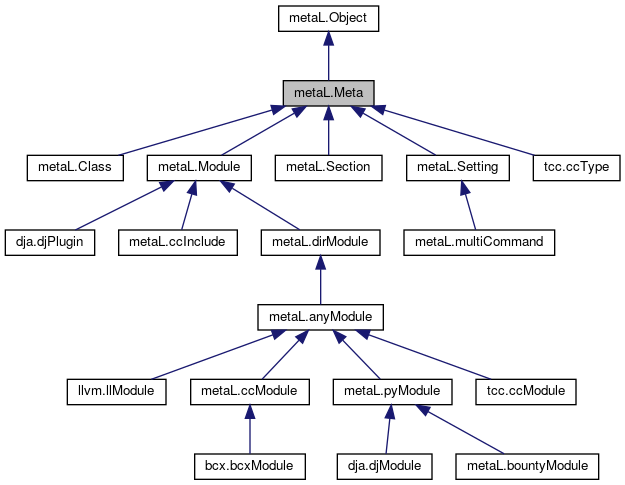 metaL.Object
metaL.Meta
metaL.Class
metaL.Module
metaL.Section
metaL.Setting
tcc.ccType
dja.djPlugin
metaL.ccInclude
metaL.dirModule
metaL.multiCommand
metaL.anyModule
llvm.llModule
metaL.ccModule
metaL.pyModule
tcc.ccModule
bcx.bcxModule
dja.djModule
metaL.bountyModule